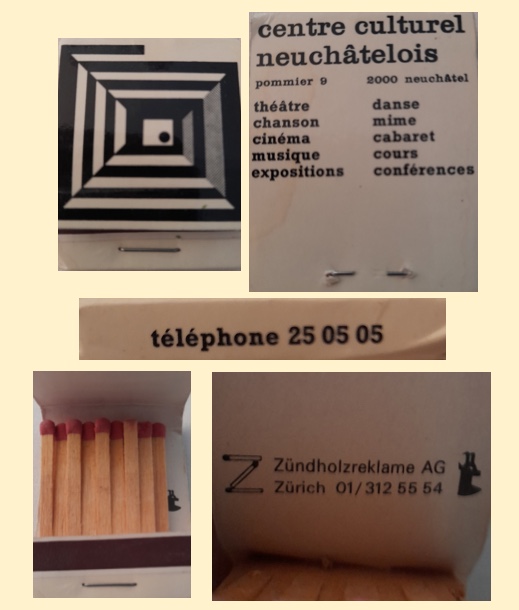 centre culturel
neuchâtelois
pommier 9 2000 neuchâtel
théâtre danse
chanson mime
cinéma cabaret
musique cours
expositions conférences
téléphone 25 05 05
Zündholzreklame AG
Zürich 01/312 55 54